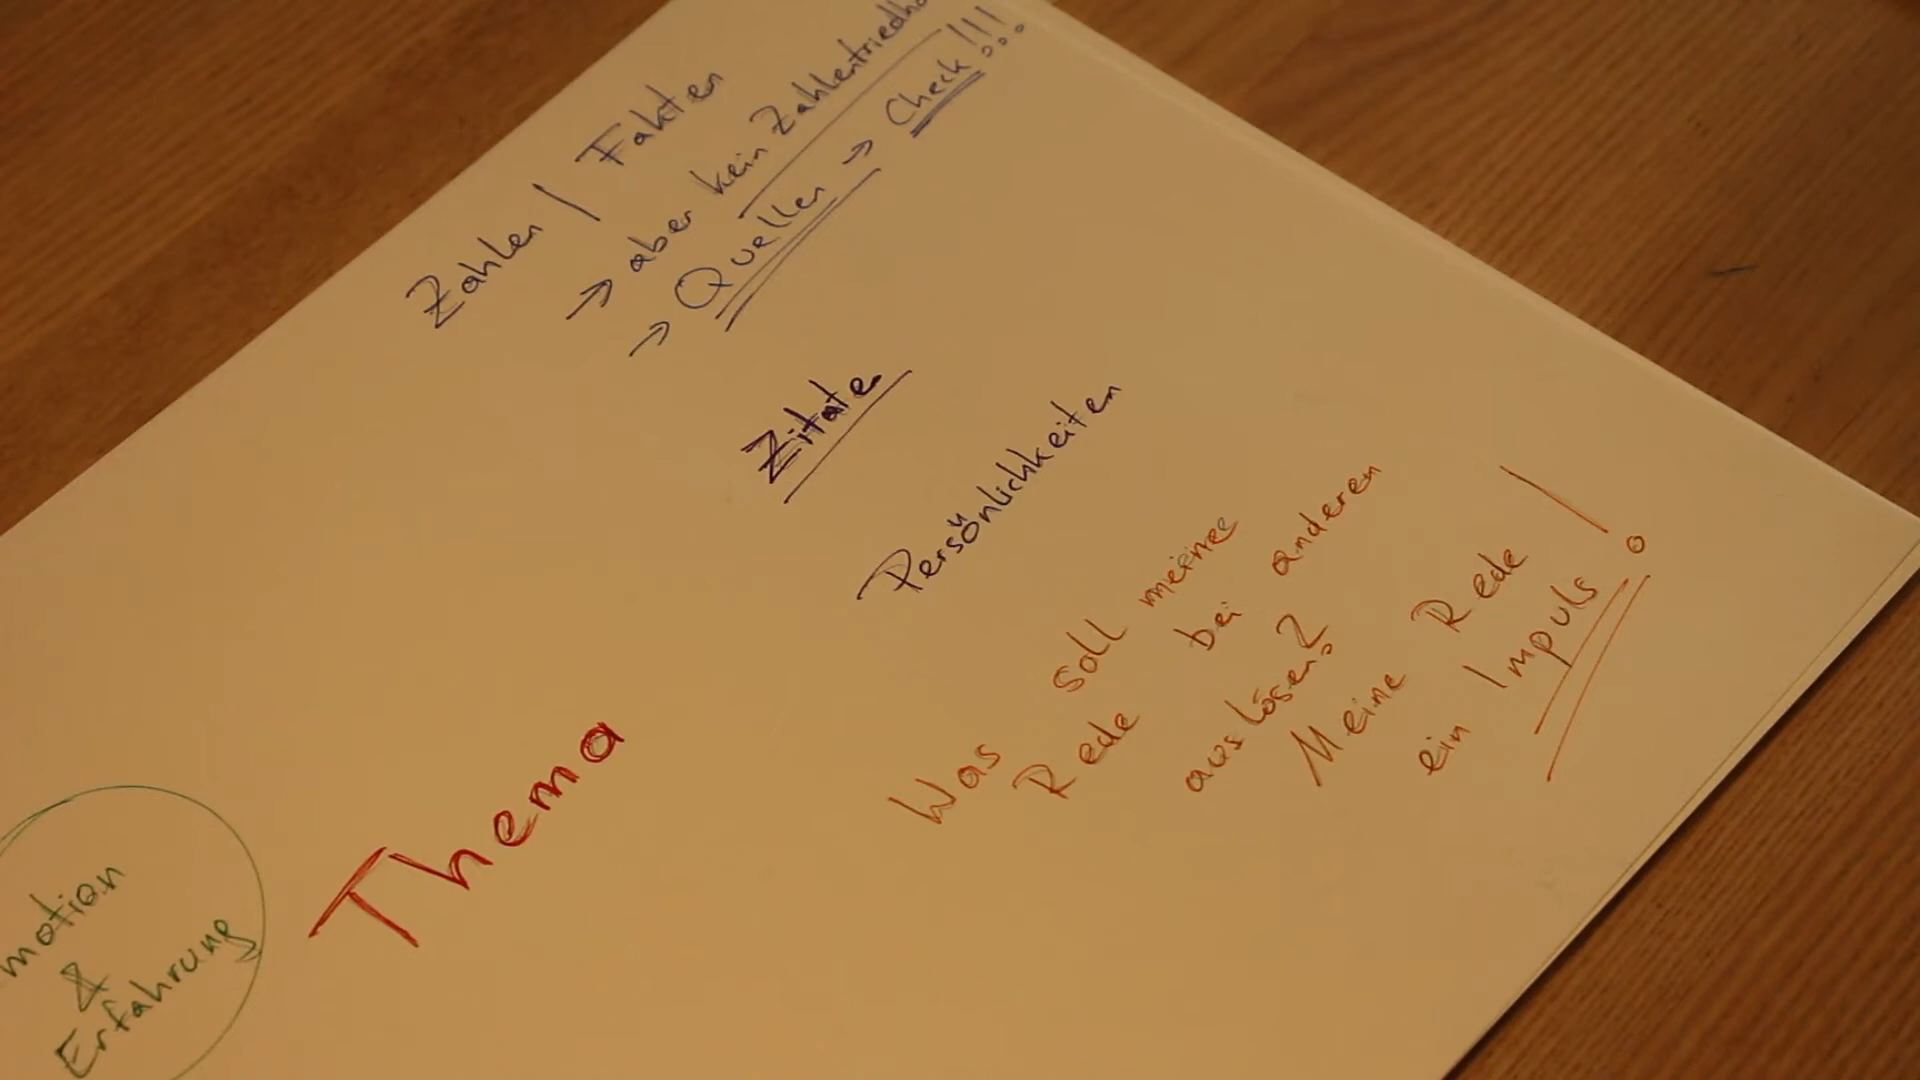 Zahlen / Fakten
→ aber kein Zahlenfriedho
→ Quellen → Check!!!
Zitate
Persönlichkeiten
Was soll meine
Rede bei anderen
auslösen?
Meine Rede
ein Impuls!
Thema
motion
&
Erfahrung